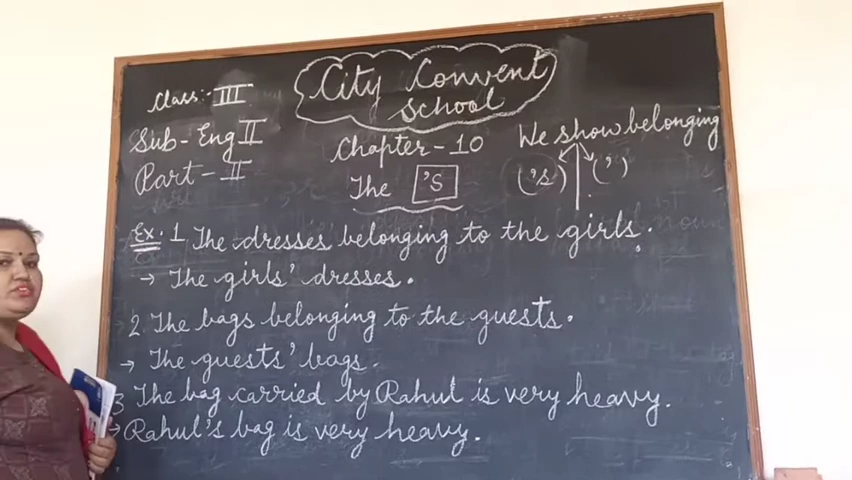 Class:- III
City Convent
School
Sub- Eng II
Part - II
Chapter - 10
The 's
We show belonging
('s) (')
Ex. 1 The dresses belonging to the girls.
→ The girls' dresses.
2 The bags belonging to the guests.
→ The guests' bags.
3 The bag carried by Rahul is very heavy.
→ Rahul's bag is very heavy.